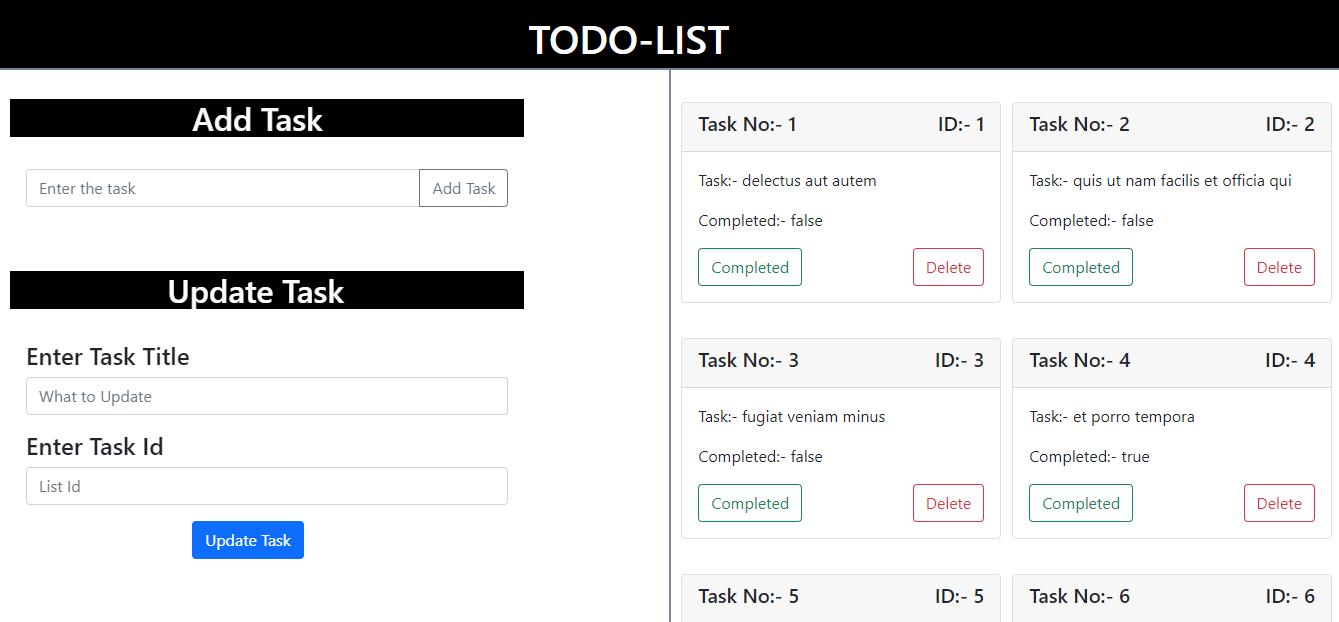 TODO-LIST
Add Task
Enter the task
Add Task
Update Task
Enter Task Title
What to Update
Enter Task Id
List Id
Update Task
Task No:- 1 ID:- 1
Task:- delectus aut autem
Completed:- false
Completed Delete
Task No:- 2 ID:- 2
Task:- quis ut nam facilis et officia qui
Completed:- false
Completed Delete
Task No:- 3 ID:- 3
Task:- fugiat veniam minus
Completed:- false
Completed Delete
Task No:- 4 ID:- 4
Task:- et porro tempora
Completed:- true
Completed Delete
Task No:- 5 ID:- 5
Task No:- 6 ID:- 6